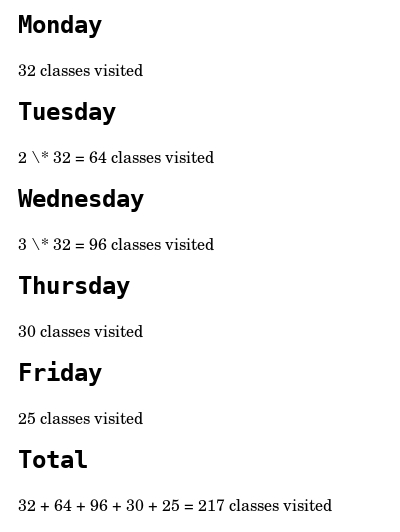 Monday
32 classes visited
Tuesday
2 \* 32 = 64 classes visited
Wednesday
3 \* 32 = 96 classes visited
Thursday
30 classes visited
Friday
25 classes visited
Total
32 + 64 + 96 + 30 + 25 = 217 classes visited